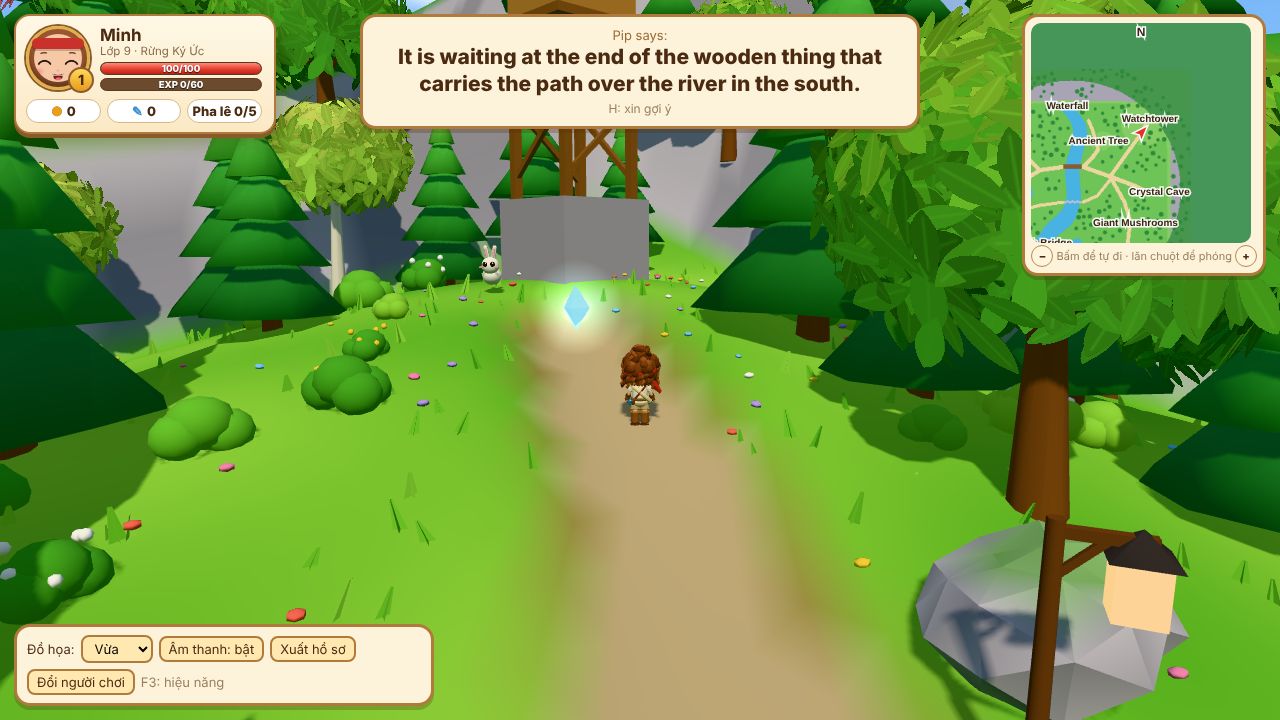 Minh
Lớp 9 · Rừng Ký Ức
100/100
EXP 0/60
1
0
0
Pha lê 0/5
Pip says:
It is waiting at the end of the wooden thing that
carries the path over the river in the south.
H: xin gợi ý
N
Waterfall
Watchtower
Ancient Tree
Crystal Cave
Giant Mushrooms
Bridge
− Bấm để tự đi · lăn chuột để phóng +
Đồ họa: Vừa Âm thanh: bật Xuất hồ sơ
Đổi người chơi F3: hiệu năng